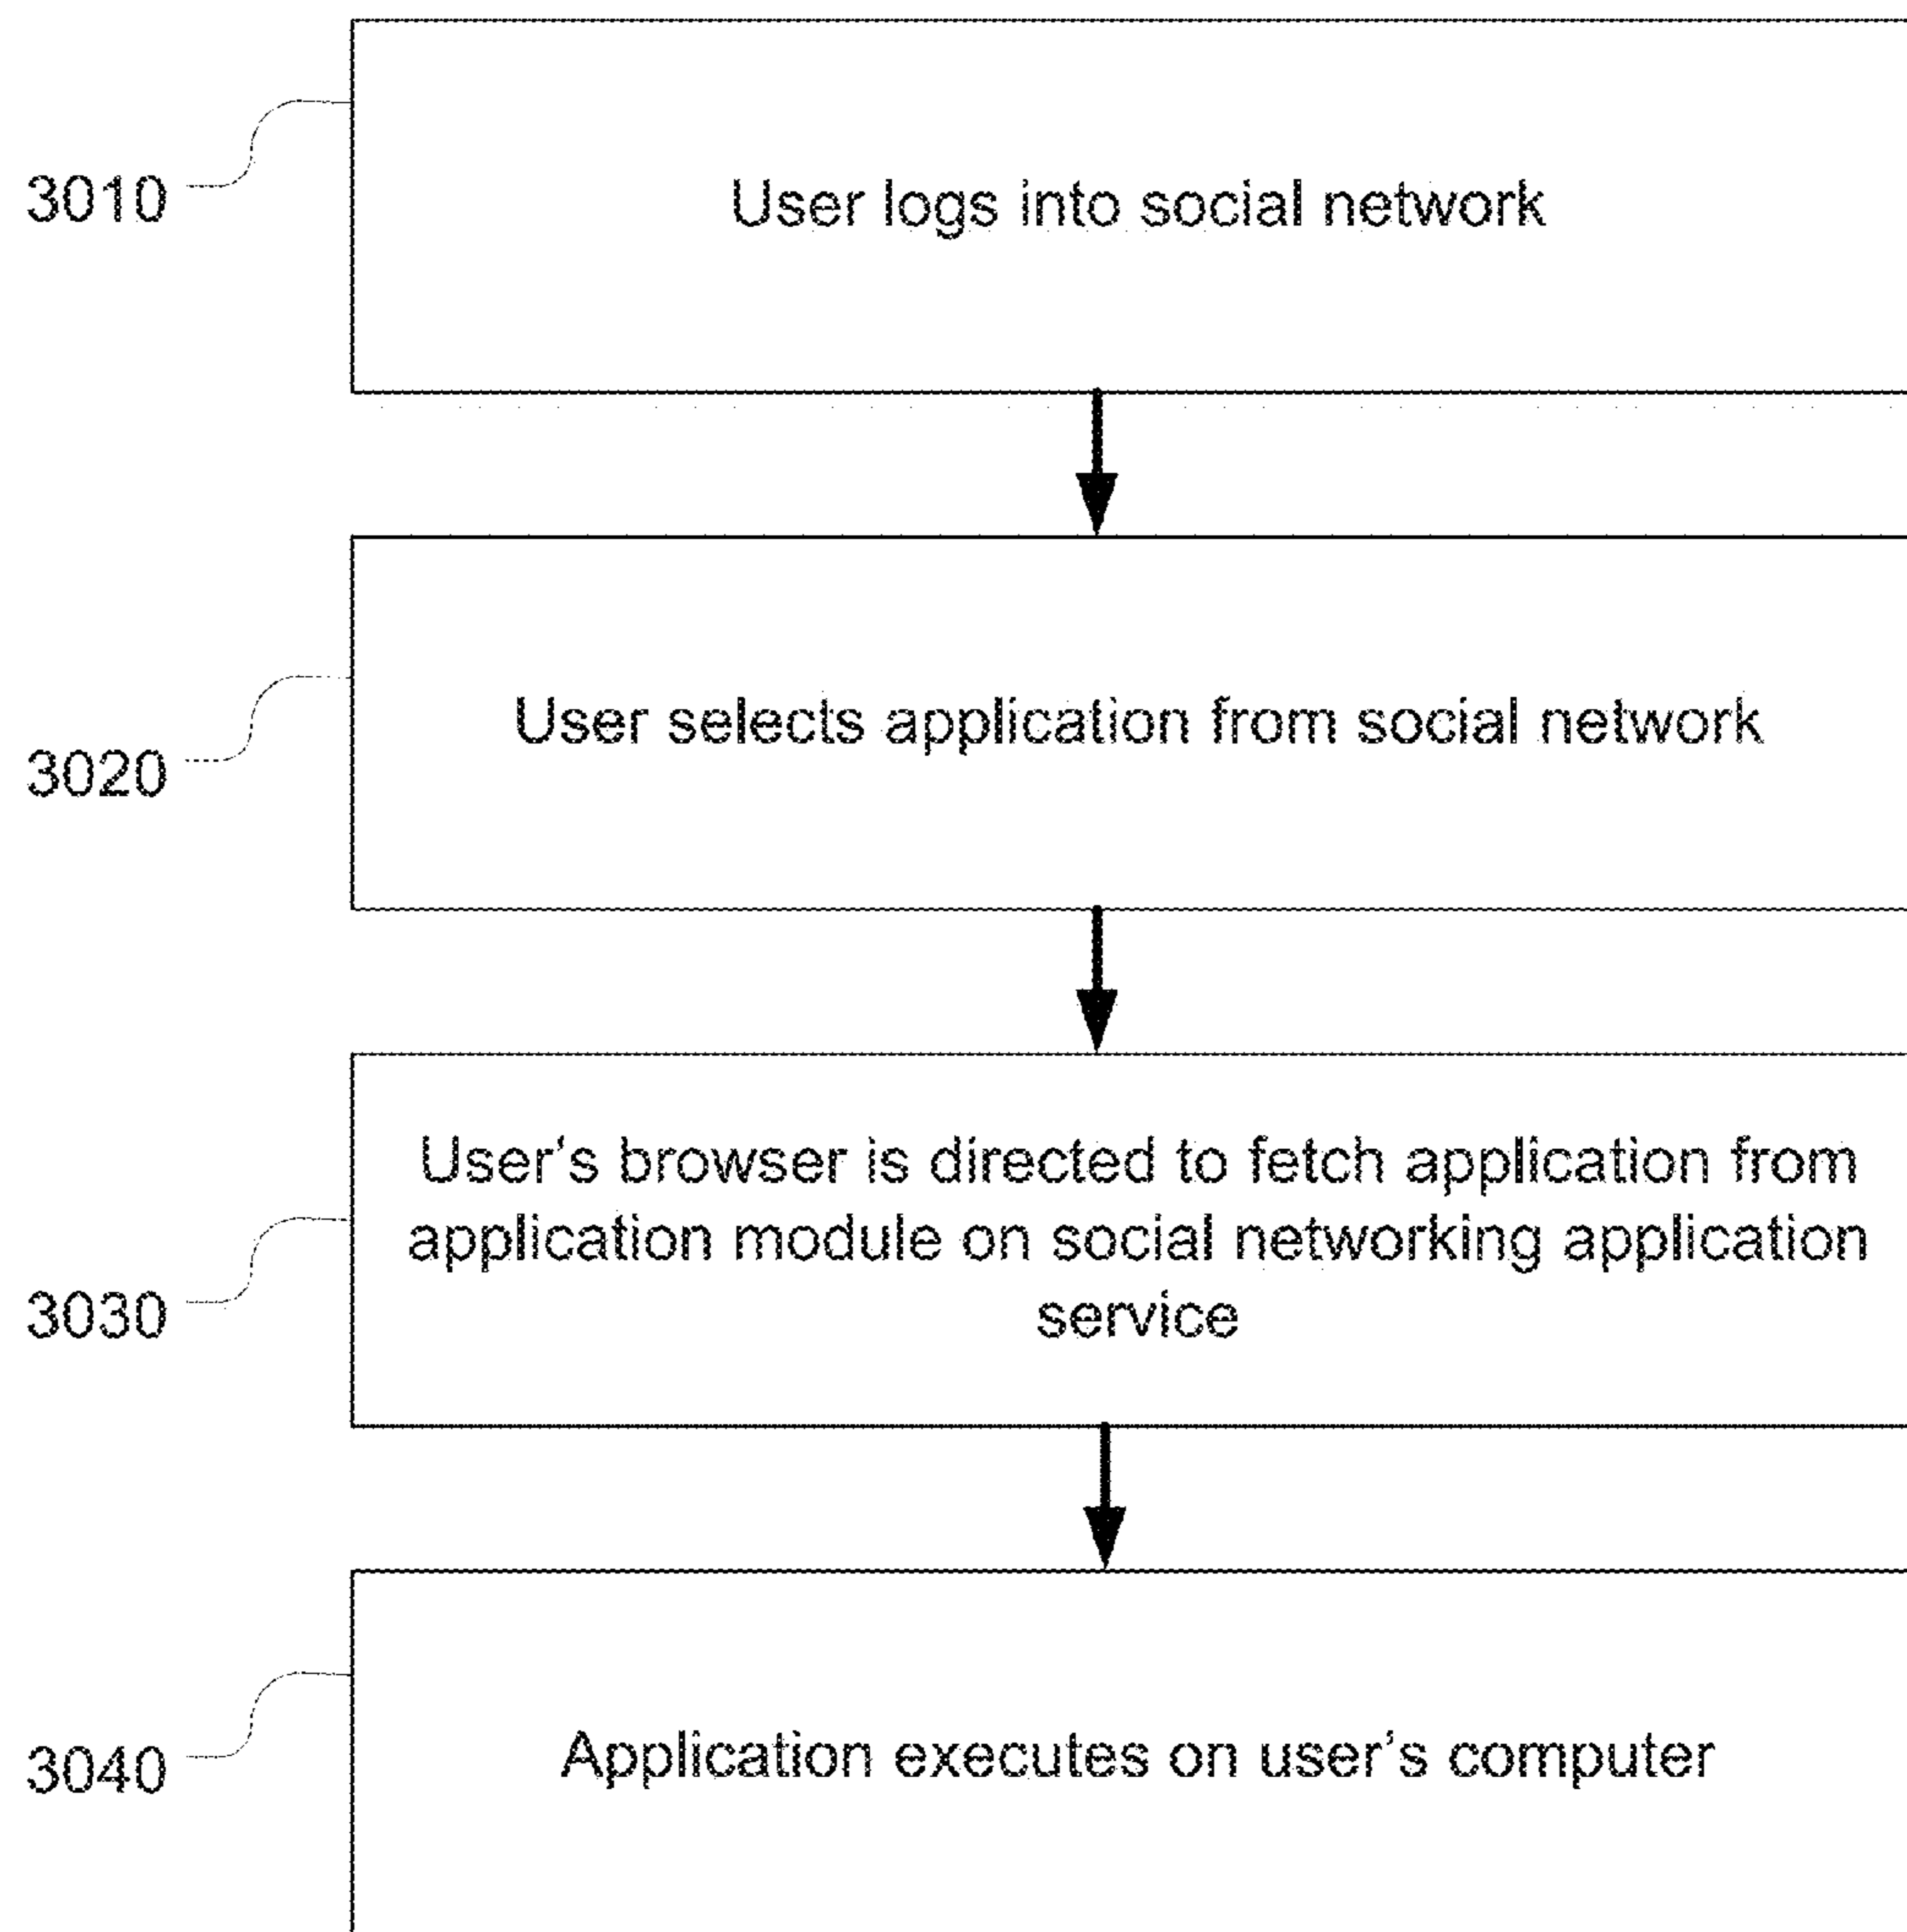 3010
User logs into social network
User selects application from social network
3020
User's browser is directed to fetch application from
application module on social networking application
service
3030
Application executes on user's computer
3040